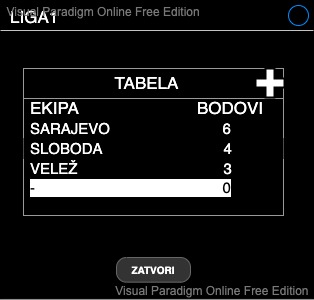 Visual Paradigm Online Free Edition
LIGA1
TABELA
EKIPA BODOVI
SARAJEVO 6
SLOBODA 4
VELEŽ 3
- 0
ZATVORI
Visual Paradigm Online Free Edition